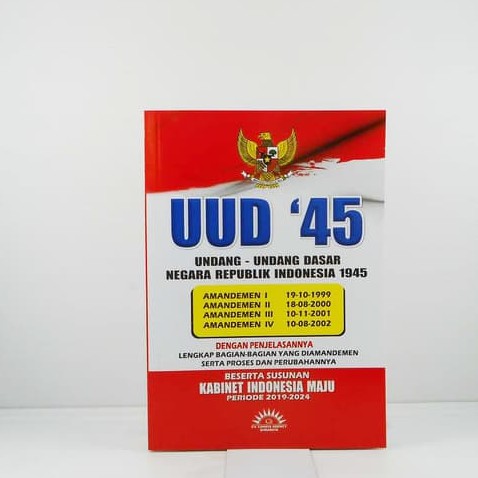 UUD '45
UNDANG - UNDANG DASAR
NEGARA REPUBLIK INDONESIA 1945
AMANDEMEN I 19-10-1999
AMANDEMEN II 18-08-2000
AMANDEMEN III 10-11-2001
AMANDEMEN IV 10-08-2002
DENGAN PENJELASANNYA
LENGKAP BAGIAN-BAGIAN YANG DIAMANDEMEN
SERTA PROSES DAN PERUBAHANNYA
BESERTA SUSUNAN
KABINET INDONESIA MAJU
PERIODE 2019-2024